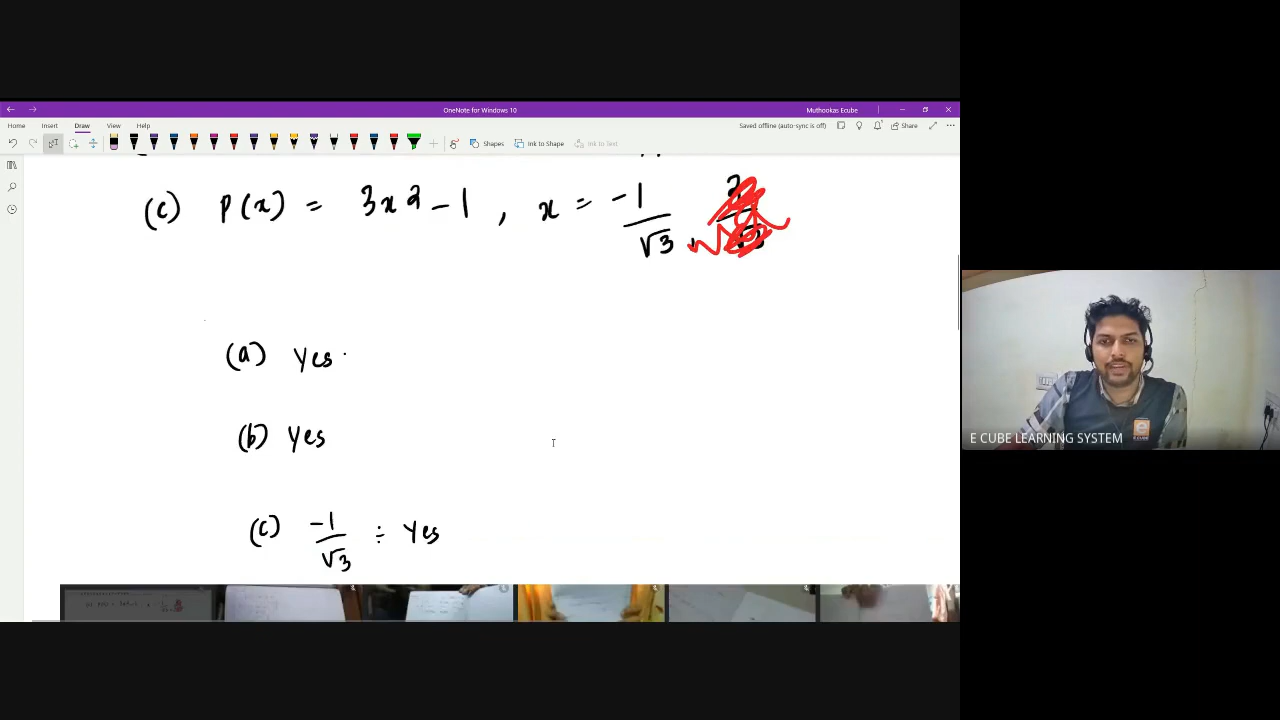 OneNote for Windows 10
Muthookas Ecube
Home Insert Draw View Help
Saved offline (auto-sync is off)
Share
Shapes
Ink to Shape
Ink to Text
(c) P(x) = 3x2 - 1 , x = -1/√3 ,
(a) Yes.
(b) Yes
(c) -1/√3 ÷ Yes
E CUBE LEARNING SYSTEM
E CUBE